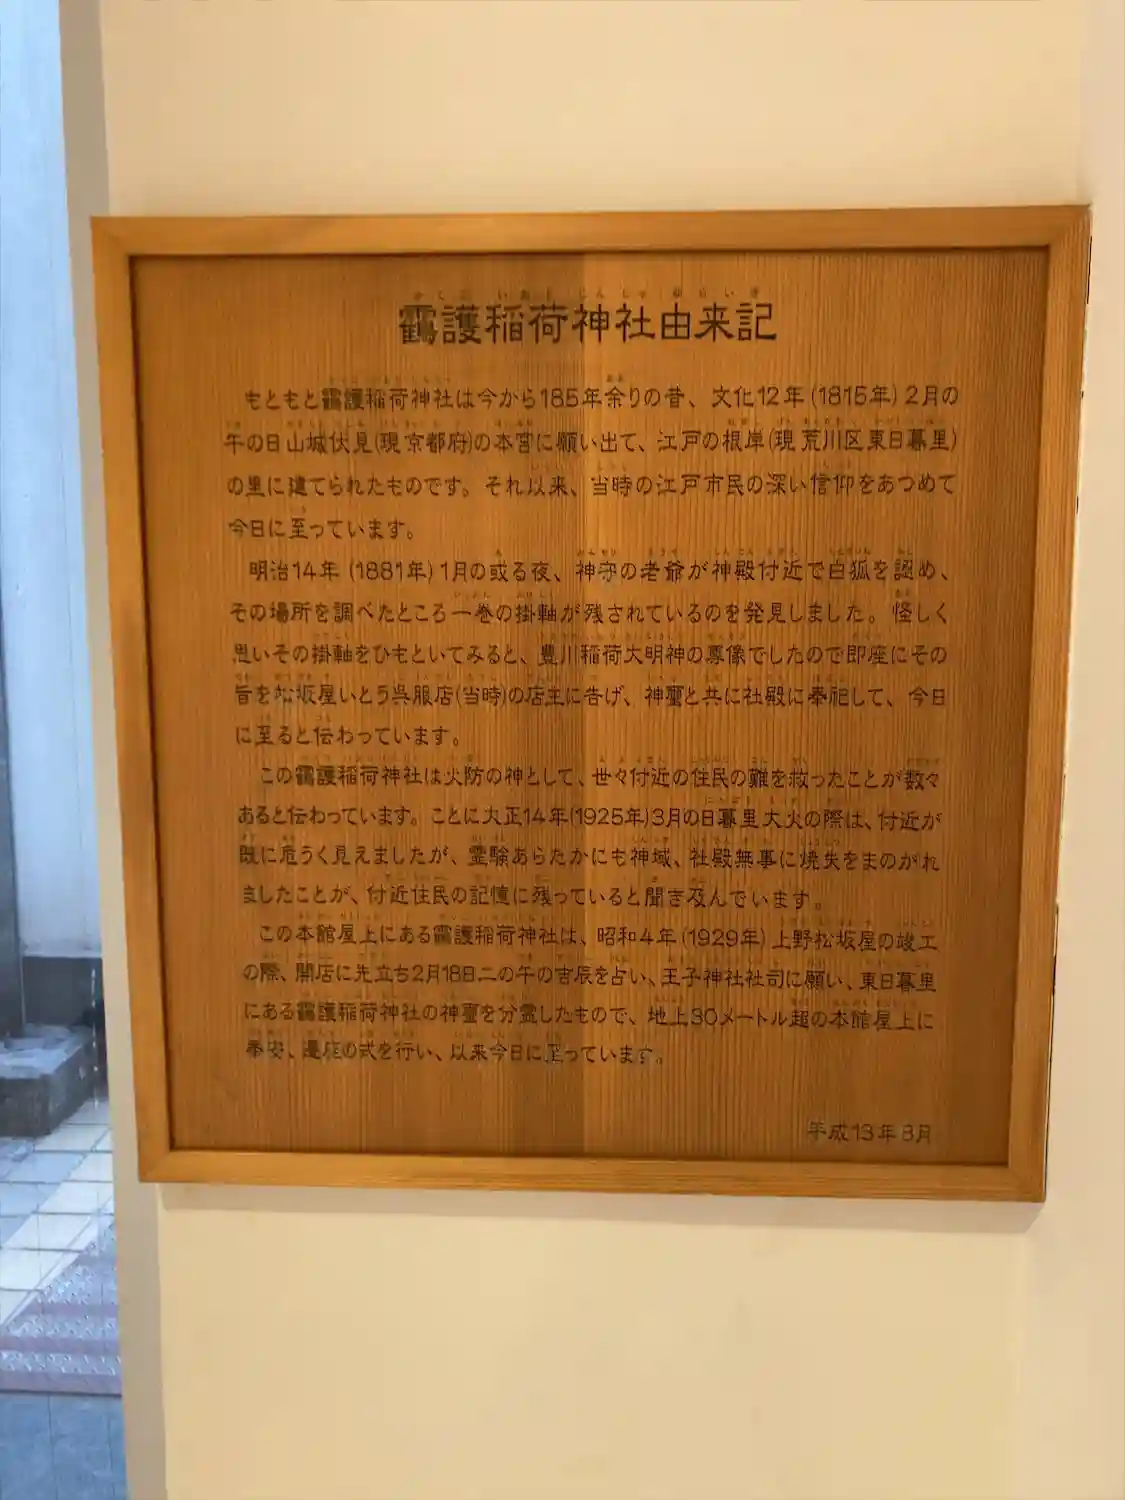 靍護稲荷神社由来記
もともと靍護稲荷神社は今から185年余りの昔、文化12年(1815年)2月の
午の日山城伏見(現京都府)の本宮に願い出て、江戸の根岸(現荒川区東日暮里)
の里に建てられたものです。それ以来、当時の江戸市民の深い信仰をあつめて
今日に至っています。
明治14年(1881年)1月の或る夜、神守の老爺が神殿付近で白狐を認め、
その場所を調べたところ一巻の掛軸が残されているのを発見しました。怪しく
思いその掛軸をひもといてみると、豊川稲荷大明神の尊像でしたので即座にその
旨を松坂屋いとう呉服店(当時)の店主に告げ、神璽と共に社殿に奉祀して、今日
に至ると伝わっています。
この靍護稲荷神社は火防の神として、世々付近の住民の難を救ったことが数々
あると伝わっています。ことに大正14年(1925年)3月の日暮里大火の際は、付近が
既に危うく見えましたが、霊験あらたかにも神域、社殿無事に焼失をまのがれ
ましたことが、付近住民の記憶に残っていると聞き及んでいます。
この本館屋上にある靍護稲荷神社は、昭和4年(1929年)上野松坂屋の竣工
の際、開店に先立ち2月18日二の午の吉辰を占い、王子神社社司に願い、東日暮里
にある靍護稲荷神社の神璽を分霊したもので、地上30メートル超の本館屋上に
奉安、遷座の式を行い、以来今日に至っています。
平成13年8月